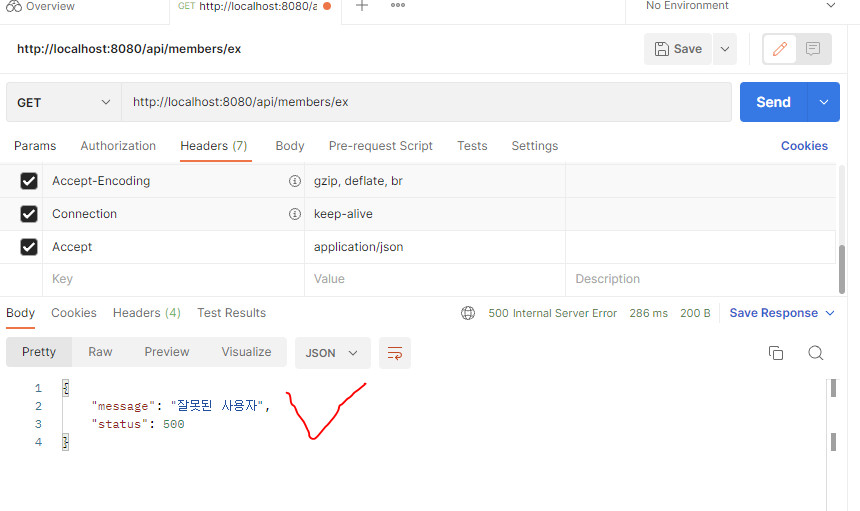 Overview
GET http://localhost:8080/a
No Environment
http://localhost:8080/api/members/ex
Save
GET
http://localhost:8080/api/members/ex
Send
Params Authorization Headers (7) Body Pre-request Script Tests Settings Cookies
Accept-Encoding gzip, deflate, br
Connection keep-alive
Accept application/json
Key Value Description
Body Cookies Headers (4) Test Results 500 Internal Server Error 286 ms 200 B Save Response
Pretty Raw Preview Visualize JSON
1 {
2 "message": "잘못된 사용자",
3 "status": 500
4 }